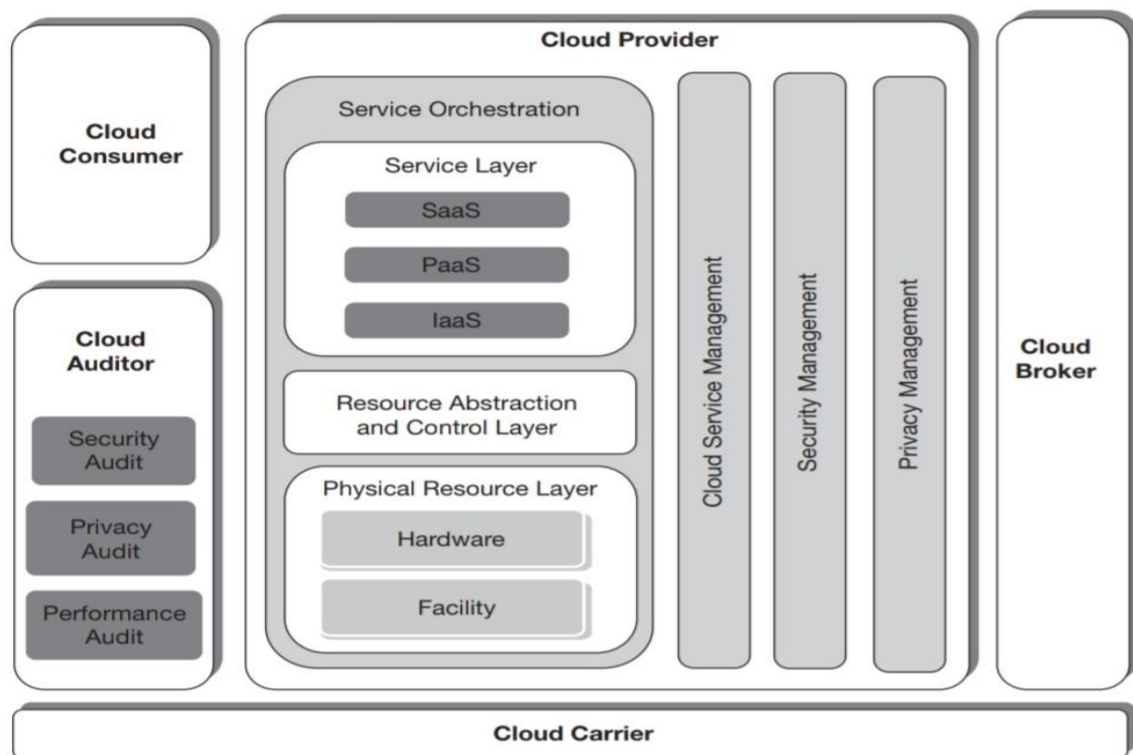 Cloud
Consumer
Cloud
Auditor
Security
Audit
Privacy
Audit
Performance
Audit
Cloud Provider
Service Orchestration
Service Layer
SaaS
PaaS
IaaS
Resource Abstraction
and Control Layer
Physical Resource Layer
Hardware
Facility
Cloud Service Management
Security Management
Privacy Management
Cloud
Broker
Cloud Carrier